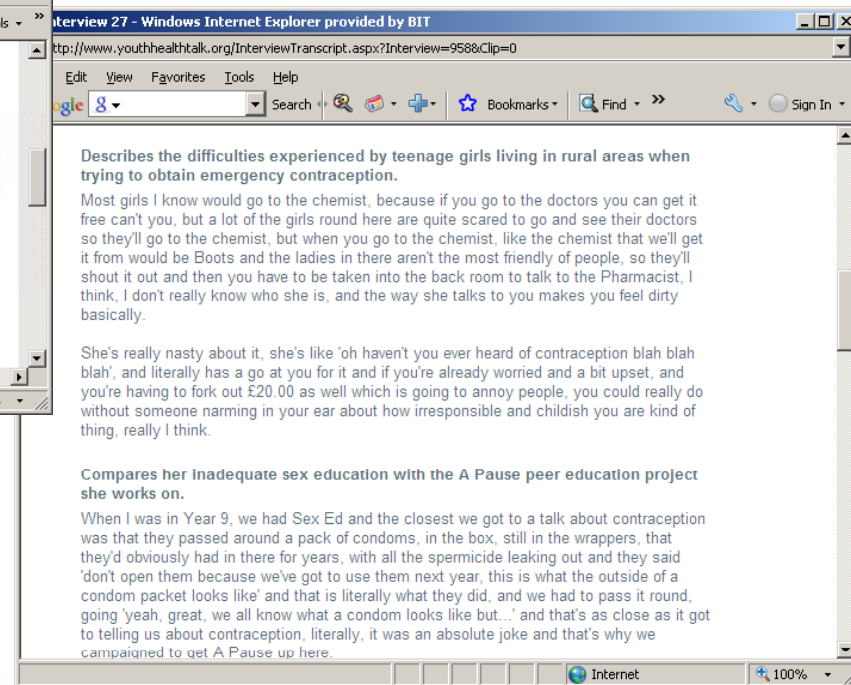 ls »
terview 27 - Windows Internet Explorer provided by BIT
ttp://www.youthhealthtalk.org/InterviewTranscript.aspx?Interview=958&Clip=0
Edit View Favorites Tools Help
ogle Search Bookmarks Find » Sign In
Describes the difficulties experienced by teenage girls living in rural areas when
trying to obtain emergency contraception.
Most girls I know would go to the chemist, because if you go to the doctors you can get it
free can't you, but a lot of the girls round here are quite scared to go and see their doctors
so they'll go to the chemist, but when you go to the chemist, like the chemist that we'll get
it from would be Boots and the ladies in there aren't the most friendly of people, so they'll
shout it out and then you have to be taken into the back room to talk to the Pharmacist, I
think, I don't really know who she is, and the way she talks to you makes you feel dirty
basically.
She's really nasty about it, she's like 'oh haven't you ever heard of contraception blah blah
blah', and literally has a go at you for it and if you're already worried and a bit upset, and
you're having to fork out £20.00 as well which is going to annoy people, you could really do
without someone narming in your ear about how irresponsible and childish you are kind of
thing, really I think.
Compares her inadequate sex education with the A Pause peer education project
she works on.
When I was in Year 9, we had Sex Ed and the closest we got to a talk about contraception
was that they passed around a pack of condoms, in the box, still in the wrappers, that
they'd obviously had in there for years, with all the spermicide leaking out and they said
'don't open them because we've got to use them next year, this is what the outside of a
condom packet looks like' and that is literally what they did, and we had to pass it round,
going 'yeah, great, we all know what a condom looks like but...' and that's as close as it got
to telling us about contraception, literally, it was an absolute joke and that's why we
campaigned to get A Pause up here.
Internet 100%